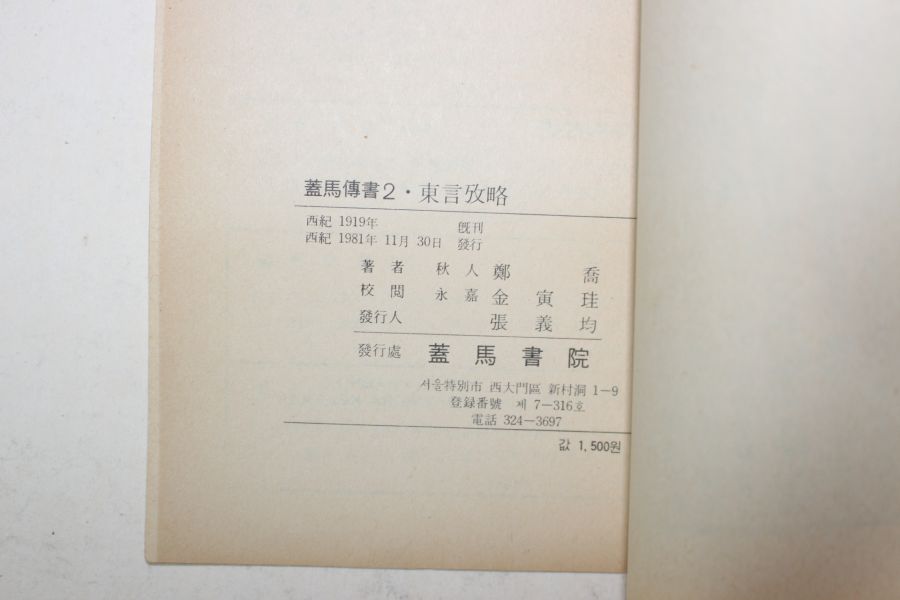 蓋馬傳書2・東言攷略
西紀 1919年 旣刊
西紀 1981年 11月 30日 發行
著者 秋人 鄭喬
校閲 永嘉 金寅珪
發行人 張義均
發行處 蓋馬書院
서울特別市 西大門區 新村洞 1-9
登録番號 제 7-316호
電話 324-3697
값 1,500원